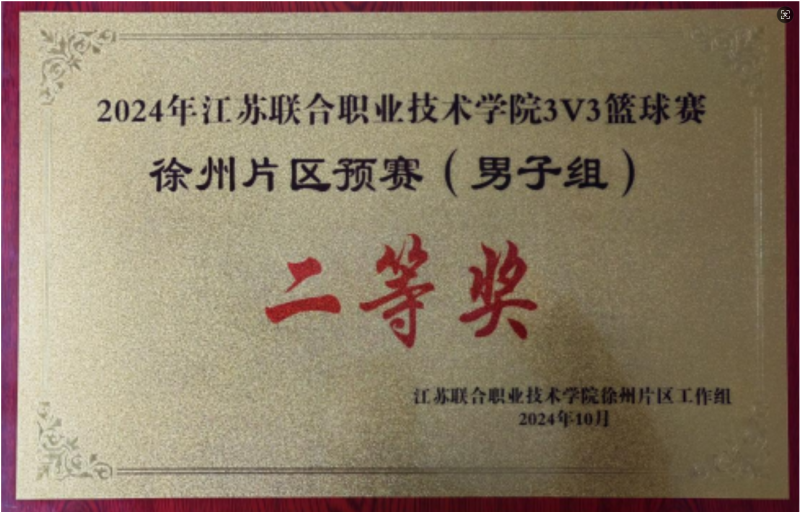 2024年江苏联合职业技术学院3V3篮球赛
徐州片区预赛（男子组）
二等奖
江苏联合职业技术学院徐州片区工作组
2024年10月